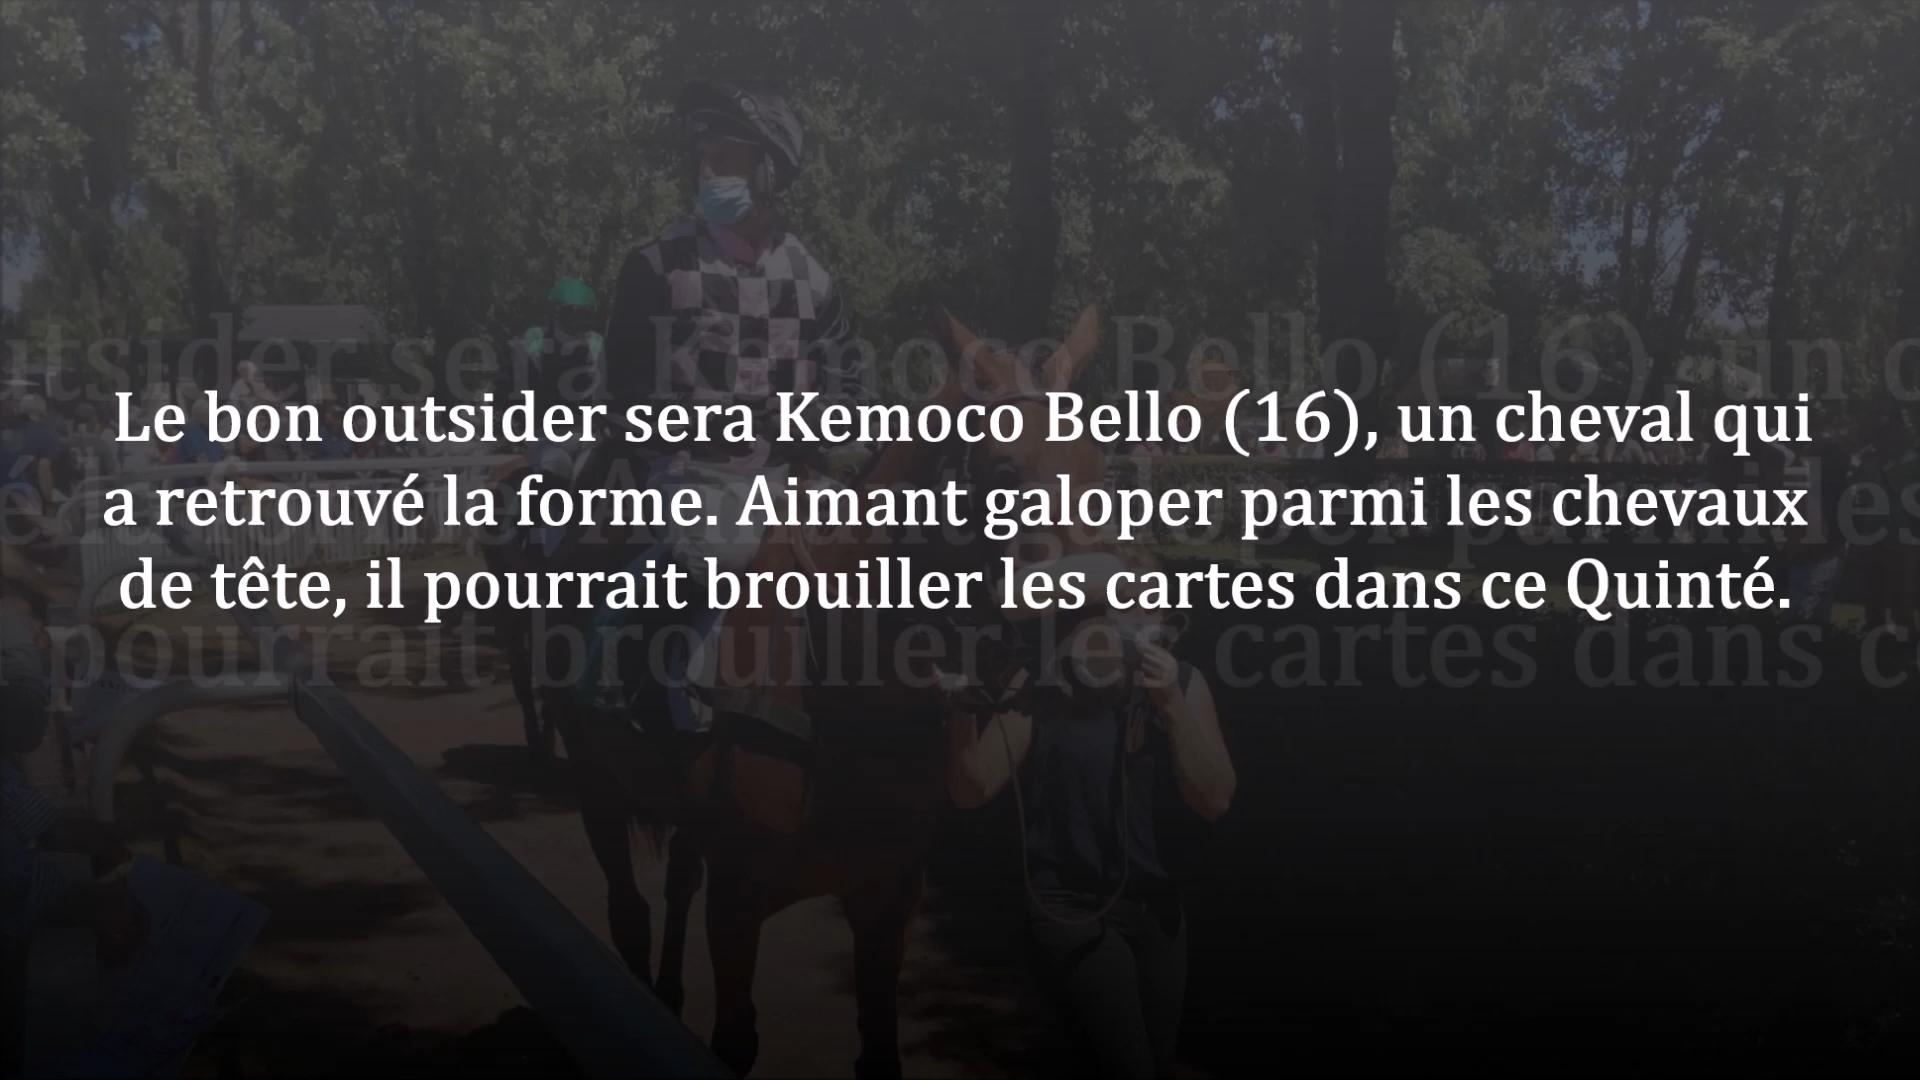 Le bon outsider sera Kemoco Bello (16), un cheval qui
a retrouvé la forme. Aimant galoper parmi les chevaux
de tête, il pourrait brouiller les cartes dans ce Quinté.